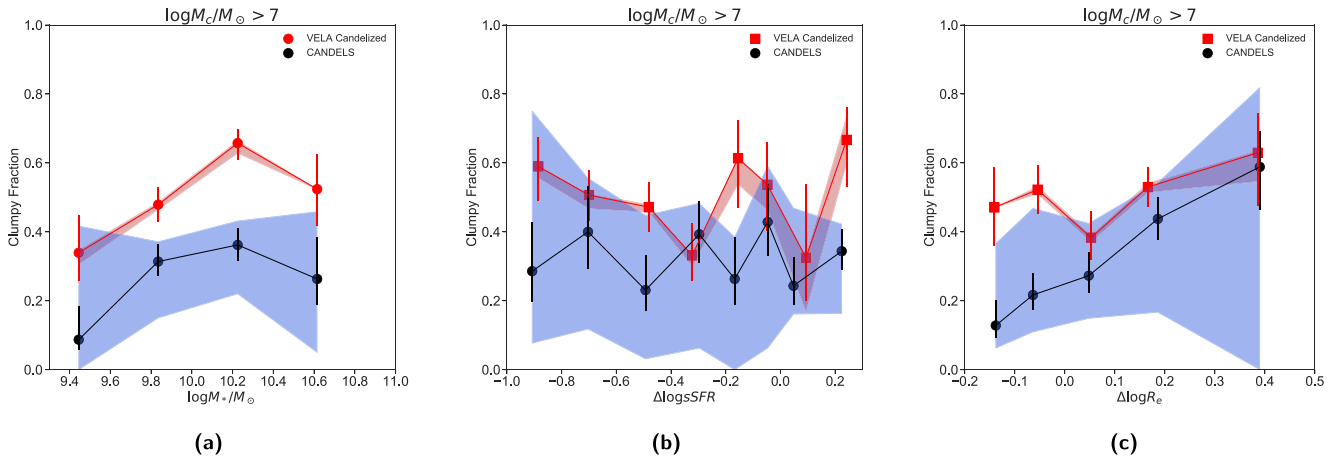 logM_c/M_⊙ > 7
VELA Candelized
CANDELS
Clumpy Fraction
1.0
0.8
0.6
0.4
0.2
0.0
9.4 9.6 9.8 10.0 10.2 10.4 10.6 10.8 11.0
logM_*/M_⊙
(a)
logM_c/M_⊙ > 7
VELA Candelized
CANDELS
Clumpy Fraction
1.0
0.8
0.6
0.4
0.2
0.0
−1.0 −0.8 −0.6 −0.4 −0.2 0.0 0.2
ΔlogsSFR
(b)
logM_c/M_⊙ > 7
VELA Candelized
CANDELS
Clumpy Fraction
1.0
0.8
0.6
0.4
0.2
0.0
−0.2 −0.1 0.0 0.1 0.2 0.3 0.4 0.5
ΔlogR_e
(c)